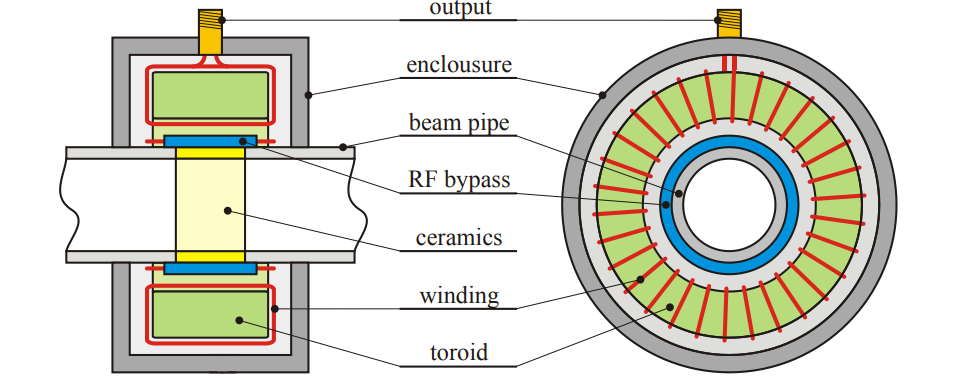 output
enclousure
beam pipe
RF bypass
ceramics
winding
toroid